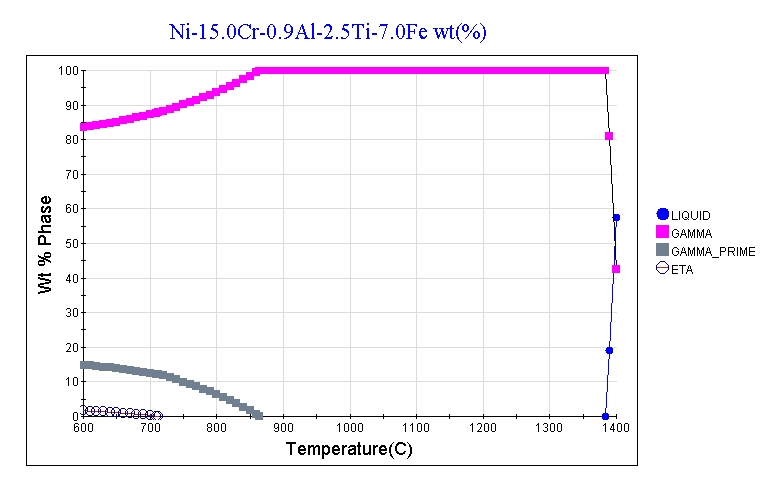 Ni-15.0Cr-0.9Al-2.5Ti-7.0Fe wt(%)
100
90
80
70
60
50
40
30
20
10
0
Wt % Phase
600 700 800 900 1000 1100 1200 1300 1400
Temperature(C)
LIQUID
GAMMA
GAMMA_PRIME
ETA